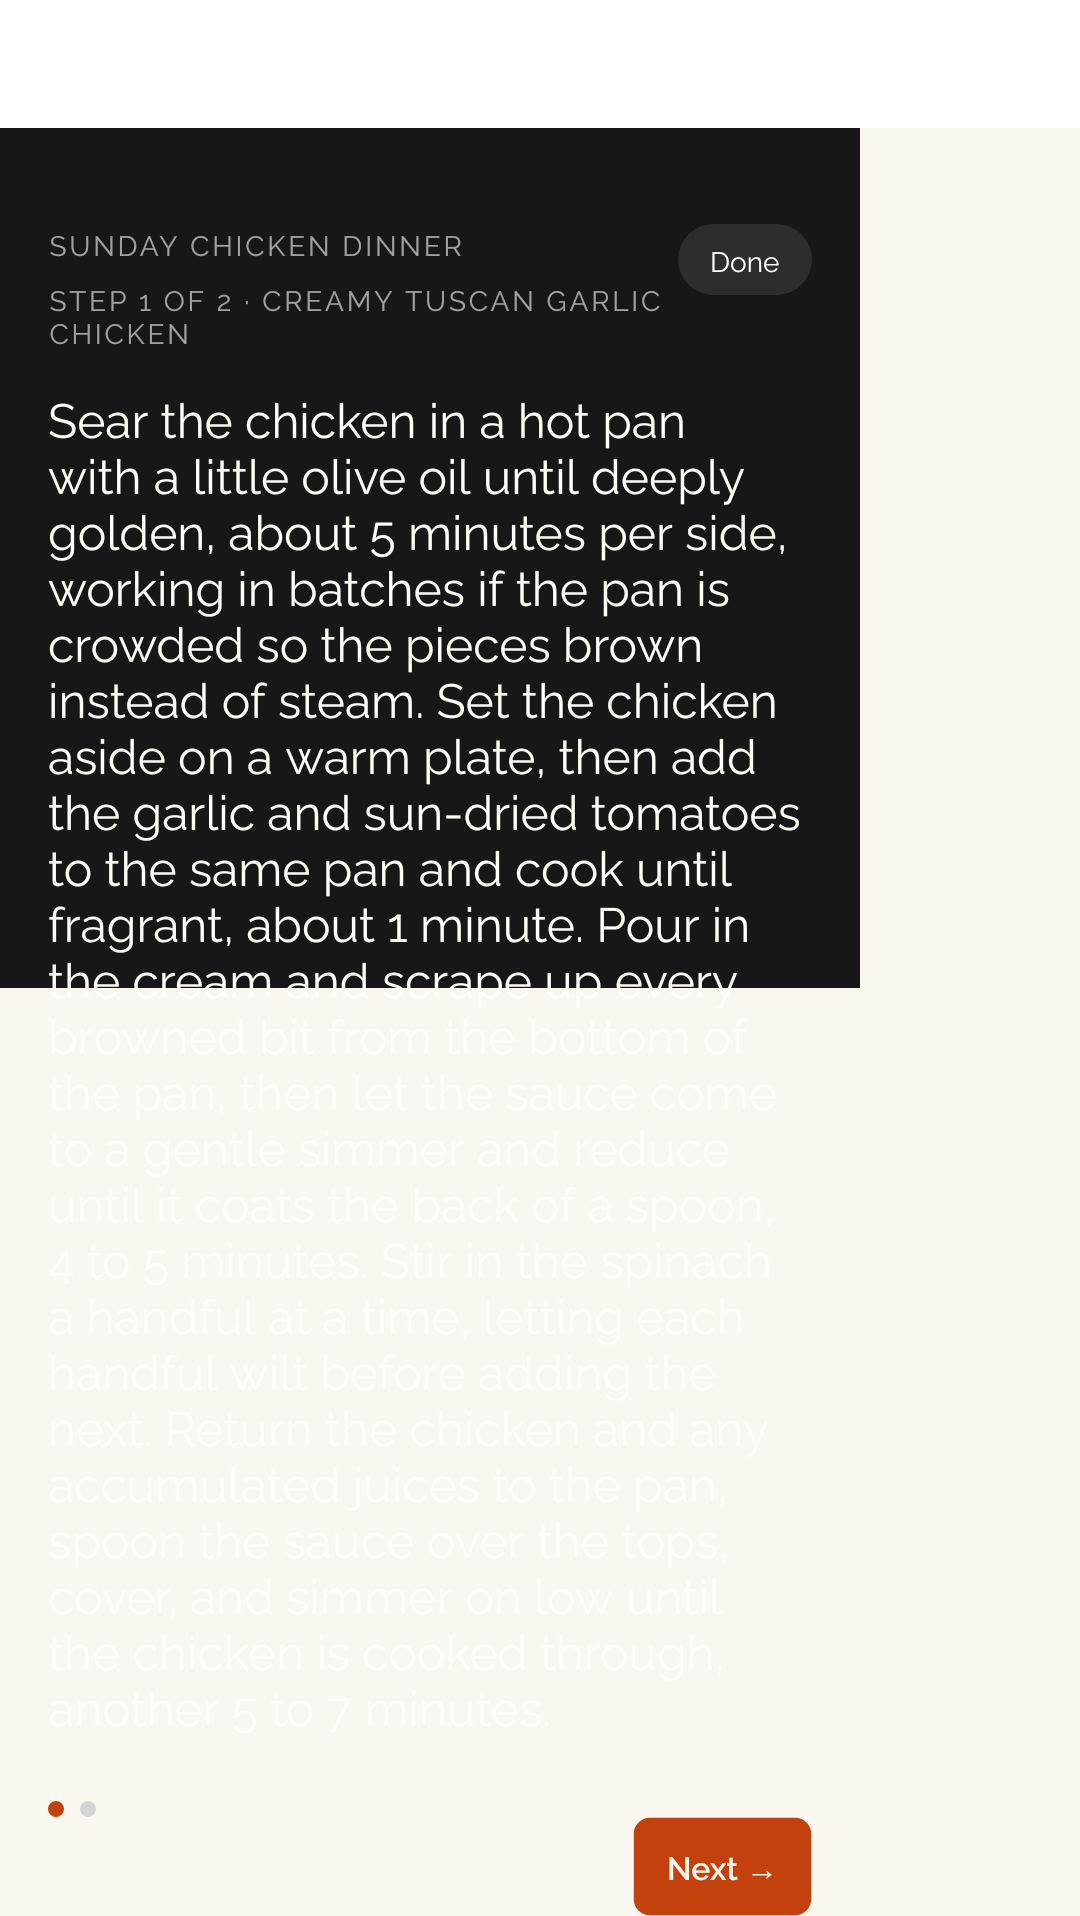 SUNDAY CHICKEN DINNER
Done
STEP 1 OF 2 · CREAMY TUSCAN GARLIC
CHICKEN
Sear the chicken in a hot pan
with a little olive oil until deeply
golden, about 5 minutes per side,
working in batches if the pan is
crowded so the pieces brown
instead of steam. Set the chicken
aside on a warm plate, then add
the garlic and sun-dried tomatoes
to the same pan and cook until
fragrant, about 1 minute. Pour in
the cream and scrape up every
browned bit from the bottom of
the pan, then let the sauce come
to a gentle simmer and reduce
until it coats the back of a spoon,
4 to 5 minutes. Stir in the spinach
a handful at a time, letting each
handful wilt before adding the
next. Return the chicken and any
accumulated juices to the pan,
spoon the sauce over the tops,
cover, and simmer on low until
the chicken is cooked through,
another 5 to 7 minutes.
Next →